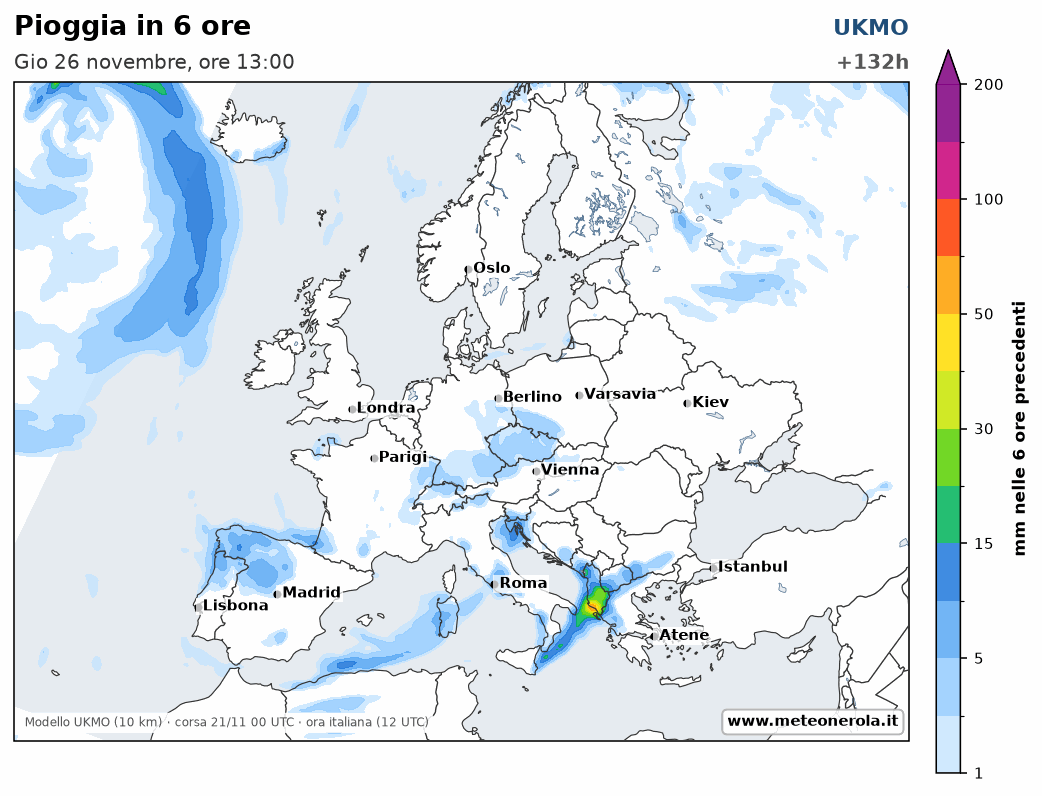 Pioggia in 6 ore
UKMO
Gio 26 novembre, ore 13:00
+132h
200
100
50
30
15
5
1
mm nelle 6 ore precedenti
Oslo
Berlino
Varsavia
Kiev
Londra
Parigi
Vienna
Istanbul
Roma
Madrid
Lisbona
Atene
Modello UKMO (10 km) · corsa 21/11 00 UTC · ora italiana (12 UTC)
www.meteonerola.it